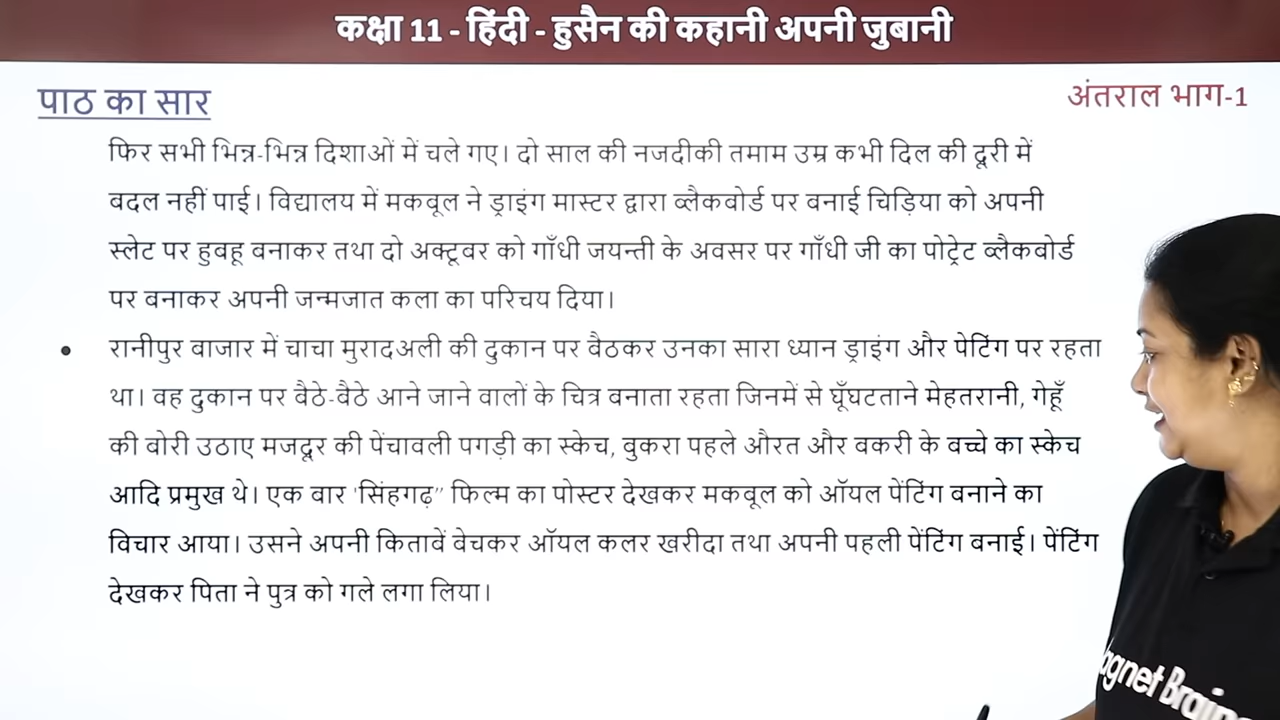 कक्षा 11 - हिंदी - हुसैन की कहानी अपनी जुबानी
पाठ का सार
अंतराल भाग-1
फिर सभी भिन्न-भिन्न दिशाओं में चले गए। दो साल की नजदीकी तमाम उम्र कभी दिल की दूरी में
बदल नहीं पाई। विद्यालय में मकबूल ने ड्राइंग मास्टर द्वारा ब्लैकबोर्ड पर बनाई चिड़िया को अपनी
स्लेट पर हुबहू बनाकर तथा दो अक्टूबर को गाँधी जयन्ती के अवसर पर गाँधी जी का पोट्रेट ब्लैकबोर्ड
पर बनाकर अपनी जन्मजात कला का परिचय दिया।
• रानीपुर बाजार में चाचा मुरादअली की दुकान पर बैठकर उनका सारा ध्यान ड्राइंग और पेटिंग पर रहता
था। वह दुकान पर बैठे-बैठे आने जाने वालों के चित्र बनाता रहता जिनमें से घूँघटताने मेहतरानी, गेहूँ
की बोरी उठाए मजदूर की पेंचावली पगड़ी का स्केच, बुकरा पहले औरत और बकरी के बच्चे का स्केच
आदि प्रमुख थे। एक बार 'सिंहगढ़" फिल्म का पोस्टर देखकर मकबूल को ऑयल पेंटिंग बनाने का
विचार आया। उसने अपनी किताबें बेचकर ऑयल कलर खरीदा तथा अपनी पहली पेंटिंग बनाई। पेंटिंग
देखकर पिता ने पुत्र को गले लगा लिया।
agnet Brain